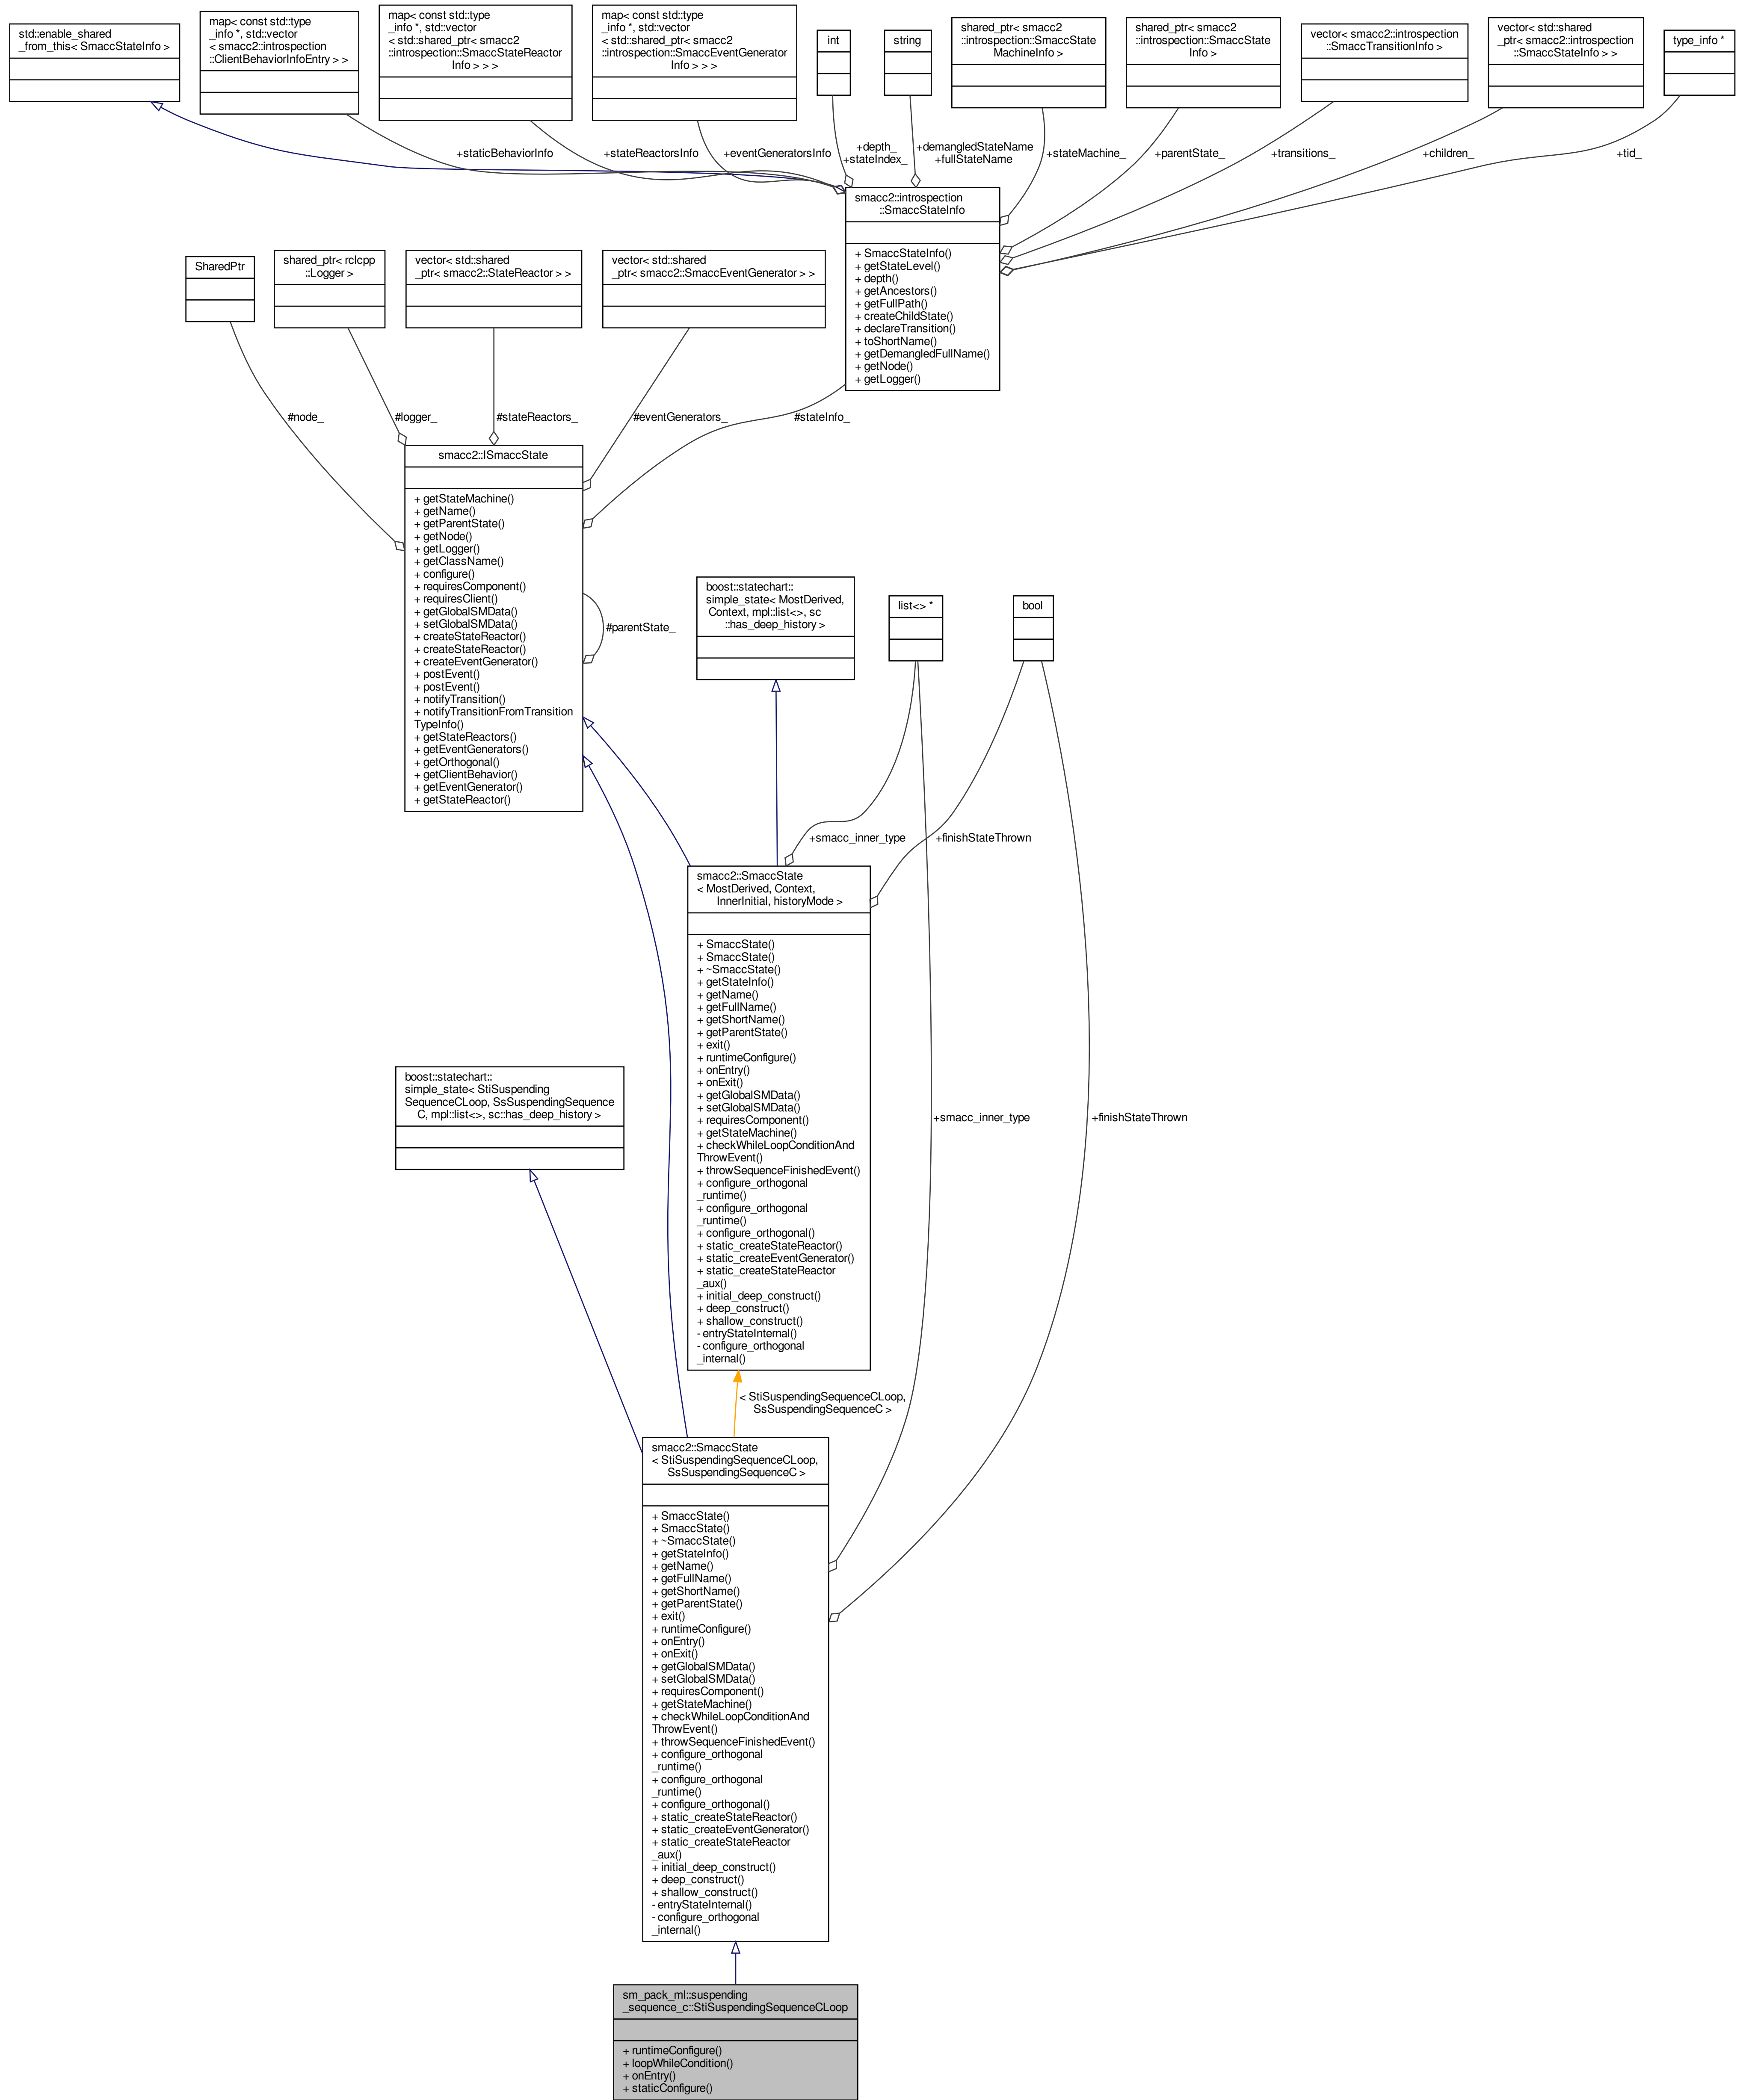 std::enable_shared
_from_this< SmaccStateInfo >
map< const std::type
_info *, std::vector
< smacc2::introspection
::ClientBehaviorInfoEntry > >
map< const std::type
_info *, std::vector
< std::shared_ptr< smacc2
::introspection::SmaccStateReactor
Info > > >
map< const std::type
_info *, std::vector
< std::shared_ptr< smacc2
::introspection::SmaccEventGenerator
Info > > >
int
string
shared_ptr< smacc2
::introspection::SmaccState
MachineInfo >
shared_ptr< smacc2
::introspection::SmaccState
Info >
vector< smacc2::introspection
::SmaccTransitionInfo >
vector< std::shared
_ptr< smacc2::introspection
::SmaccStateInfo > >
type_info *
+staticBehaviorInfo
+stateReactorsInfo
+eventGeneratorsInfo
+depth_
+stateIndex_
+demangledStateName
+fullStateName
+stateMachine_
+parentState_
+transitions_
+children_
+tid_
smacc2::introspection
::SmaccStateInfo
+ SmaccStateInfo()
+ getStateLevel()
+ depth()
+ getAncestors()
+ getFullPath()
+ createChildState()
+ declareTransition()
+ toShortName()
+ getDemangledFullName()
+ getNode()
+ getLogger()
SharedPtr
shared_ptr< rclcpp
::Logger >
vector< std::shared
_ptr< smacc2::StateReactor > >
vector< std::shared
_ptr< smacc2::SmaccEventGenerator > >
#node_
#logger_
#stateReactors_
#eventGenerators_
#stateInfo_
smacc2::ISmaccState
+ getStateMachine()
+ getName()
+ getParentState()
+ getNode()
+ getLogger()
+ getClassName()
+ configure()
+ requiresComponent()
+ requiresClient()
+ getGlobalSMData()
+ setGlobalSMData()
+ createStateReactor()
+ createStateReactor()
+ createEventGenerator()
+ postEvent()
+ postEvent()
+ notifyTransition()
+ notifyTransitionFromTransition
TypeInfo()
+ getStateReactors()
+ getEventGenerators()
+ getOrthogonal()
+ getClientBehavior()
+ getEventGenerator()
+ getStateReactor()
#parentState_
boost::statechart::
simple_state< MostDerived,
Context, mpl::list<>, sc
::has_deep_history >
list<> *
bool
+smacc_inner_type
+finishStateThrown
smacc2::SmaccState
< MostDerived, Context,
InnerInitial, historyMode >
+ SmaccState()
+ SmaccState()
+ ~SmaccState()
+ getStateInfo()
+ getName()
+ getFullName()
+ getShortName()
+ getParentState()
+ exit()
+ runtimeConfigure()
+ onEntry()
+ onExit()
+ getGlobalSMData()
+ setGlobalSMData()
+ requiresComponent()
+ getStateMachine()
+ checkWhileLoopConditionAnd
ThrowEvent()
+ throwSequenceFinishedEvent()
+ configure_orthogonal
_runtime()
+ configure_orthogonal
_runtime()
+ configure_orthogonal()
+ static_createStateReactor()
+ static_createEventGenerator()
+ static_createStateReactor
_aux()
+ initial_deep_construct()
+ deep_construct()
+ shallow_construct()
- entryStateInternal()
- configure_orthogonal
_internal()
boost::statechart::
simple_state< StiSuspending
SequenceCLoop, SsSuspendingSequence
C, mpl::list<>, sc::has_deep_history >
+smacc_inner_type
+finishStateThrown
< StiSuspendingSequenceCLoop,
SsSuspendingSequenceC >
smacc2::SmaccState
< StiSuspendingSequenceCLoop,
SsSuspendingSequenceC >
+ SmaccState()
+ SmaccState()
+ ~SmaccState()
+ getStateInfo()
+ getName()
+ getFullName()
+ getShortName()
+ getParentState()
+ exit()
+ runtimeConfigure()
+ onEntry()
+ onExit()
+ getGlobalSMData()
+ setGlobalSMData()
+ requiresComponent()
+ getStateMachine()
+ checkWhileLoopConditionAnd
ThrowEvent()
+ throwSequenceFinishedEvent()
+ configure_orthogonal
_runtime()
+ configure_orthogonal
_runtime()
+ configure_orthogonal()
+ static_createStateReactor()
+ static_createEventGenerator()
+ static_createStateReactor
_aux()
+ initial_deep_construct()
+ deep_construct()
+ shallow_construct()
- entryStateInternal()
- configure_orthogonal
_internal()
sm_pack_ml::suspending
_sequence_c::StiSuspendingSequenceCLoop
+ runtimeConfigure()
+ loopWhileCondition()
+ onEntry()
+ staticConfigure()